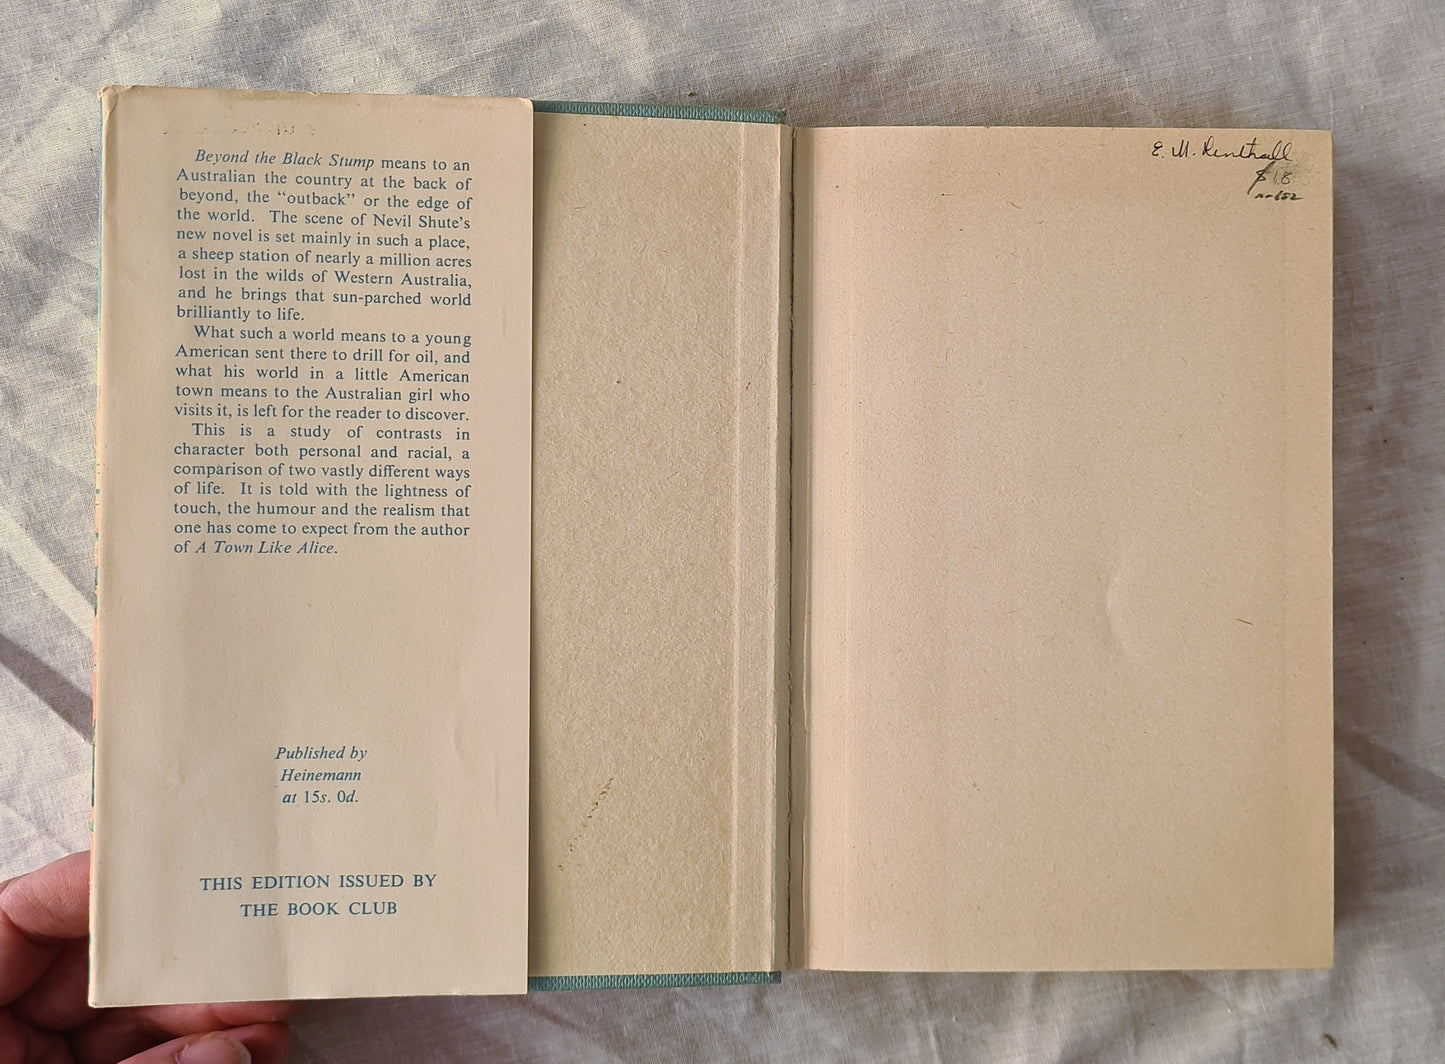 Beyond the Black Stump means to an
Australian the country at the back of
beyond, the “outback” or the edge of
the world. The scene of Nevil Shute’s
new novel is set mainly in such a place,
a sheep station of nearly a million acres
lost in the wilds of Western Australia,
and he brings that sun-parched world
brilliantly to life.
What such a world means to a young
American sent there to drill for oil, and
what his world in a little American
town means to the Australian girl who
visits it, is left for the reader to discover.
This is a study of contrasts in
character both personal and racial, a
comparison of two vastly different ways
of life. It is told with the lightness of
touch, the humour and the realism that
one has come to expect from the author
of A Town Like Alice.
Published by
Heinemann
at 15s. 0d.
THIS EDITION ISSUED BY
THE BOOK CLUB
E. M.
$18